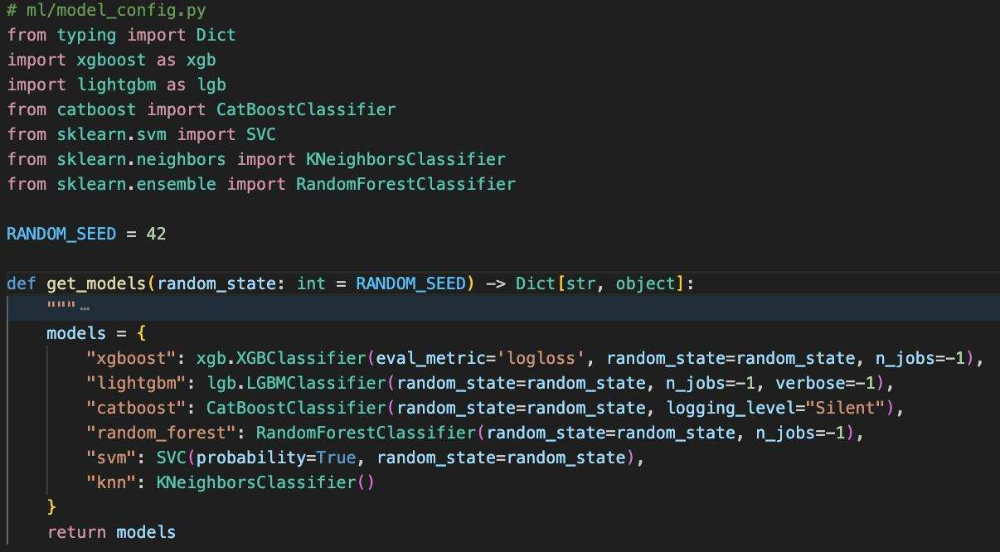 # ml/model_config.py
from typing import Dict
import xgboost as xgb
import lightgbm as lgb
from catboost import CatBoostClassifier
from sklearn.svm import SVC
from sklearn.neighbors import KNeighborsClassifier
from sklearn.ensemble import RandomForestClassifier
RANDOM_SEED = 42
def get_models(random_state: int = RANDOM_SEED) -> Dict[str, object]:
    """…
    models = {
        "xgboost": xgb.XGBClassifier(eval_metric='logloss', random_state=random_state, n_jobs=-1),
        "lightgbm": lgb.LGBMClassifier(random_state=random_state, n_jobs=-1, verbose=-1),
        "catboost": CatBoostClassifier(random_state=random_state, logging_level="Silent"),
        "random_forest": RandomForestClassifier(random_state=random_state, n_jobs=-1),
        "svm": SVC(probability=True, random_state=random_state),
        "knn": KNeighborsClassifier()
    }
    return models